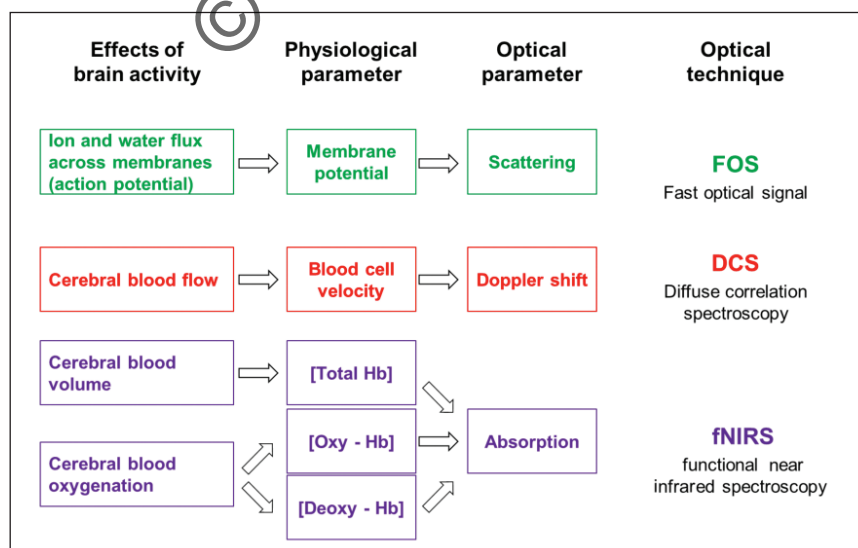 ©
Effects of
brain activity
Physiological
parameter
Optical
parameter
Optical
technique
Ion and water flux
across membranes
(action potential)
Membrane
potential
Scattering
FOS
Fast optical signal
Cerebral blood flow
Blood cell
velocity
Doppler shift
DCS
Diffuse correlation
spectroscopy
Cerebral blood
volume
[Total Hb]
Cerebral blood
oxygenation
[Oxy - Hb]
[Deoxy - Hb]
Absorption
fNIRS
functional near
infrared spectroscopy